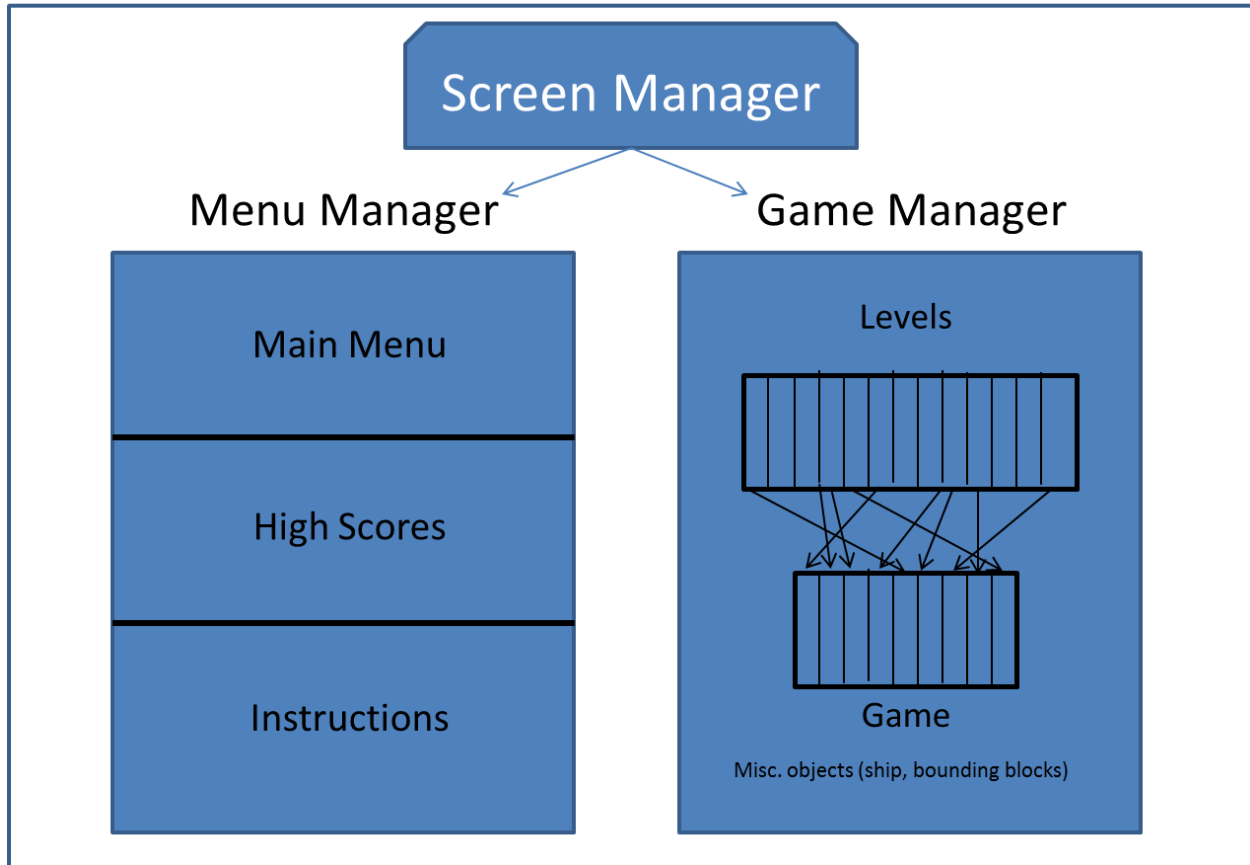 Screen Manager
Menu Manager
Game Manager
Main Menu
High Scores
Instructions
Levels
Game
Misc. objects (ship, bounding blocks)